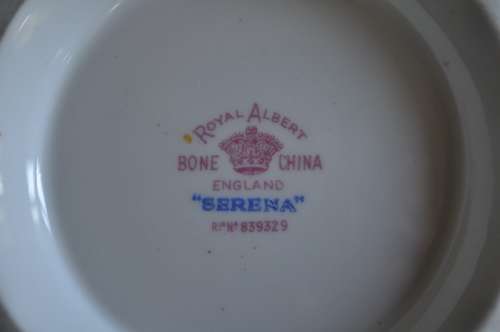 ROYAL ALBERT
BONE CHINA
ENGLAND
"SERENA"
Rᵈ Nº 839329